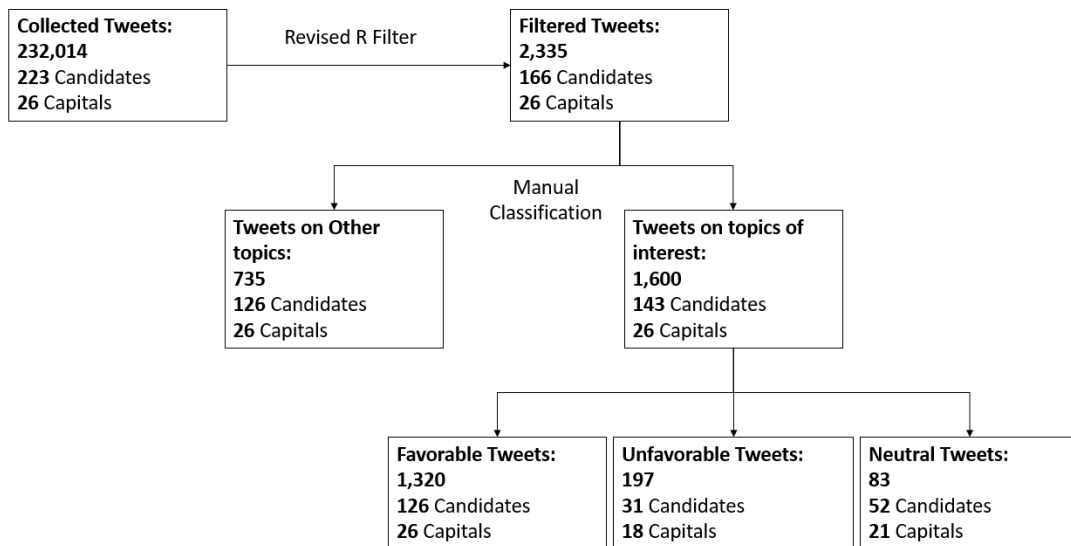 Collected Tweets:
232,014
223 Candidates
26 Capitals
Revised R Filter
Filtered Tweets:
2,335
166 Candidates
26 Capitals
Manual
Classification
Tweets on Other
topics:
735
126 Candidates
26 Capitals
Tweets on topics of
interest:
1,600
143 Candidates
26 Capitals
Favorable Tweets:
1,320
126 Candidates
26 Capitals
Unfavorable Tweets:
197
31 Candidates
18 Capitals
Neutral Tweets:
83
52 Candidates
21 Capitals